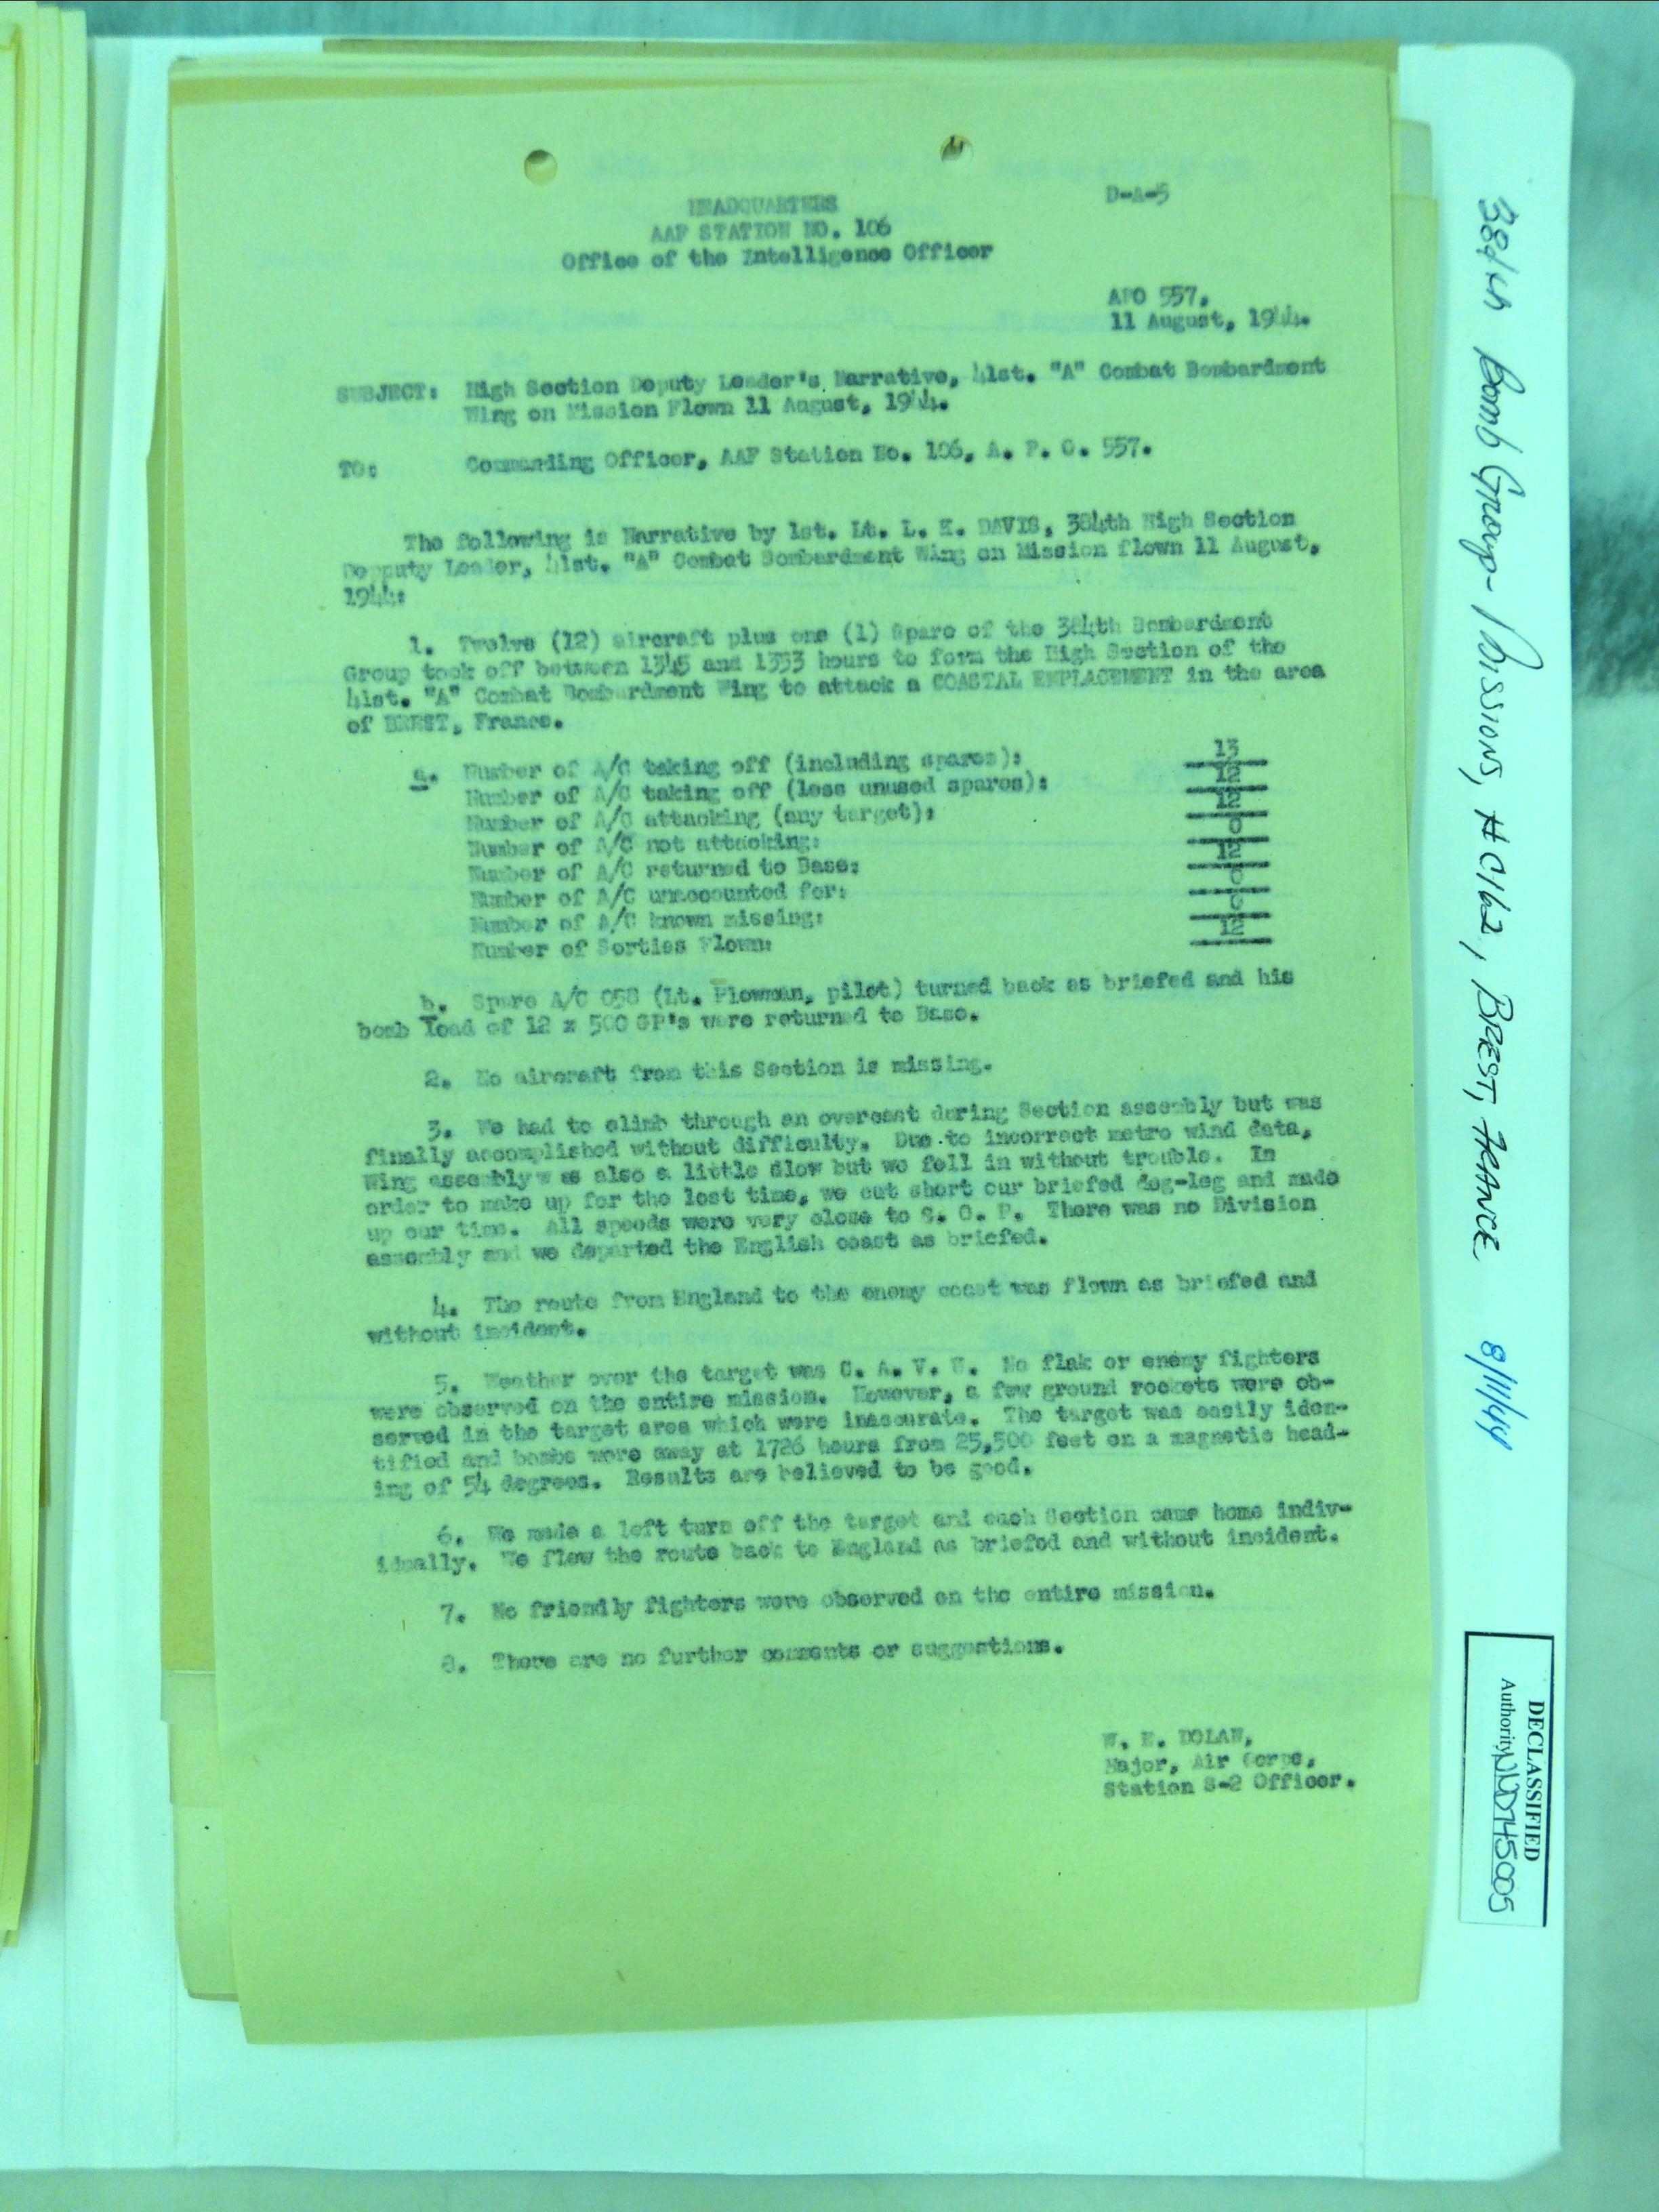 D-A-5
HEADQUARTERS
AAF STATION NO. 106
Office of the Intelligence Officer
APO 557.
11 August, 1944.
SUBJECT: High Section Deputy Leader's Narrative, 41st. "A" Combat Bombardment
Wing on Mission Flown 11 August, 1944.
TO: Commanding Officer, AAF Station No. 106, A. P. O. 557.
The following is Narrative by 1st. Lt. L. K. DAVIS, 384th High Section
Depputy Leader, 41st. "A" Combat Bombardment Wing on Mission flown 11 August,
1944:
1. Twelve (12) aircraft plus one (1) Spare of the 384th Bombardment
Group took off between 1345 and 1353 hours to form the High Section of the
41st. "A" Combat Bombardment Wing to attack a COASTAL EMPLACEMENT in the area
of BREST, France.
a. Number of A/C taking off (including spares): 13
Number of A/C taking off (less unused spares): 12
Number of A/C attacking (any target): 12
Number of A/C not attacking: 0
Number of A/C returned to Base: 12
Number of A/C unaccounted for: 0
Number of A/C known missing: 0
Number of Sorties Flown: 12
b. Spare A/C 058 (Lt. Plowman, pilot) turned back as briefed and his
bomb load of 12 x 500 GP's were returned to Base.
2. No aircraft from this Section is missing.
3. We had to climb through an overcast during Section assembly but was
finally accomplished without difficulty. Due to incorrect metro wind data,
Wing assembly was also a little slow but we fell in without trouble. In
order to make up for the lost time, we cut short our briefed dog-leg and made
up our time. All speeds were very close to S. O. P. There was no Division
assembly and we departed the English coast as briefed.
4. The route from England to the enemy coast was flown as briefed and
without incident.
5. Weather over the target was C. A. V. U. No flak or enemy fighters
were observed on the entire mission. However, a few ground rockets were ob-
served in the target area which were inaccurate. The target was easily iden-
tified and bombs were away at 1726 hours from 25,500 feet on a magnetic head-
ing of 54 degrees. Results are believed to be good.
6. We made a left turn off the target and each Section came home indiv-
idually. We flew the route back to England as briefed and without incident.
7. No friendly fighters were observed on the entire mission.
8. There are no further comments or suggestions.
W. E. DOLAN,
Major, Air Corps,
Station S-2 Officer.
384th Bomb Group - Missions, #C162, BREST, FRANCE 8/11/44
DECLASSIFIED
Authority NND745005